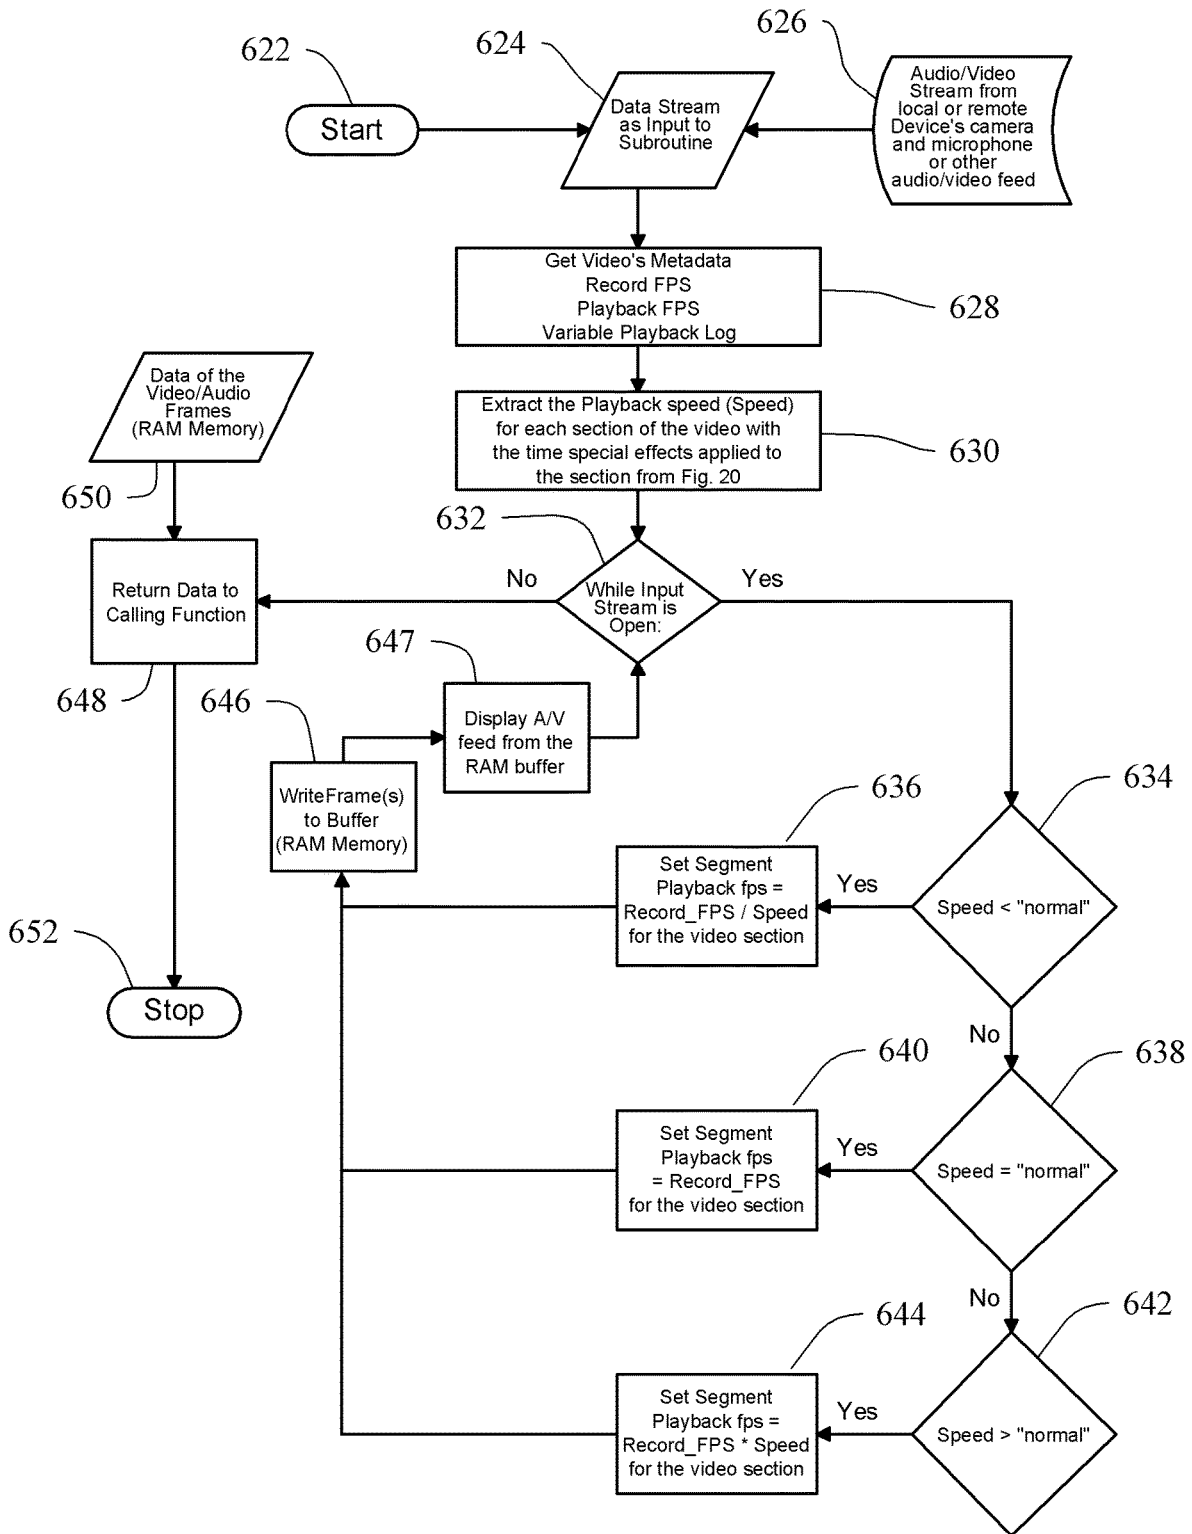 622
624
626
Start
Data Stream
as Input to
Subroutine
Audio/Video
Stream from
local or remote
Device's camera
and microphone
or other
audio/video feed
Get Video's Metadata
Record FPS
Playback FPS
Variable Playback Log
628
Data of the
Video/Audio
Frames
(RAM Memory)
650
Extract the Playback speed (Speed)
for each section of the video with
the time special effects applied to
the section from Fig. 20
630
632
While Input
Stream is
Open:
No
Yes
Return Data to
Calling Function
648
647
Display A/V
feed from the
RAM buffer
646
WriteFrame(s)
to Buffer
(RAM Memory)
634
Speed < "normal"
Yes
636
Set Segment
Playback fps =
Record_FPS / Speed
for the video section
652
Stop
No
638
Speed = "normal"
Yes
640
Set Segment
Playback fps
= Record_FPS
for the video section
No
642
Speed > "normal"
Yes
644
Set Segment
Playback fps =
Record_FPS * Speed
for the video section